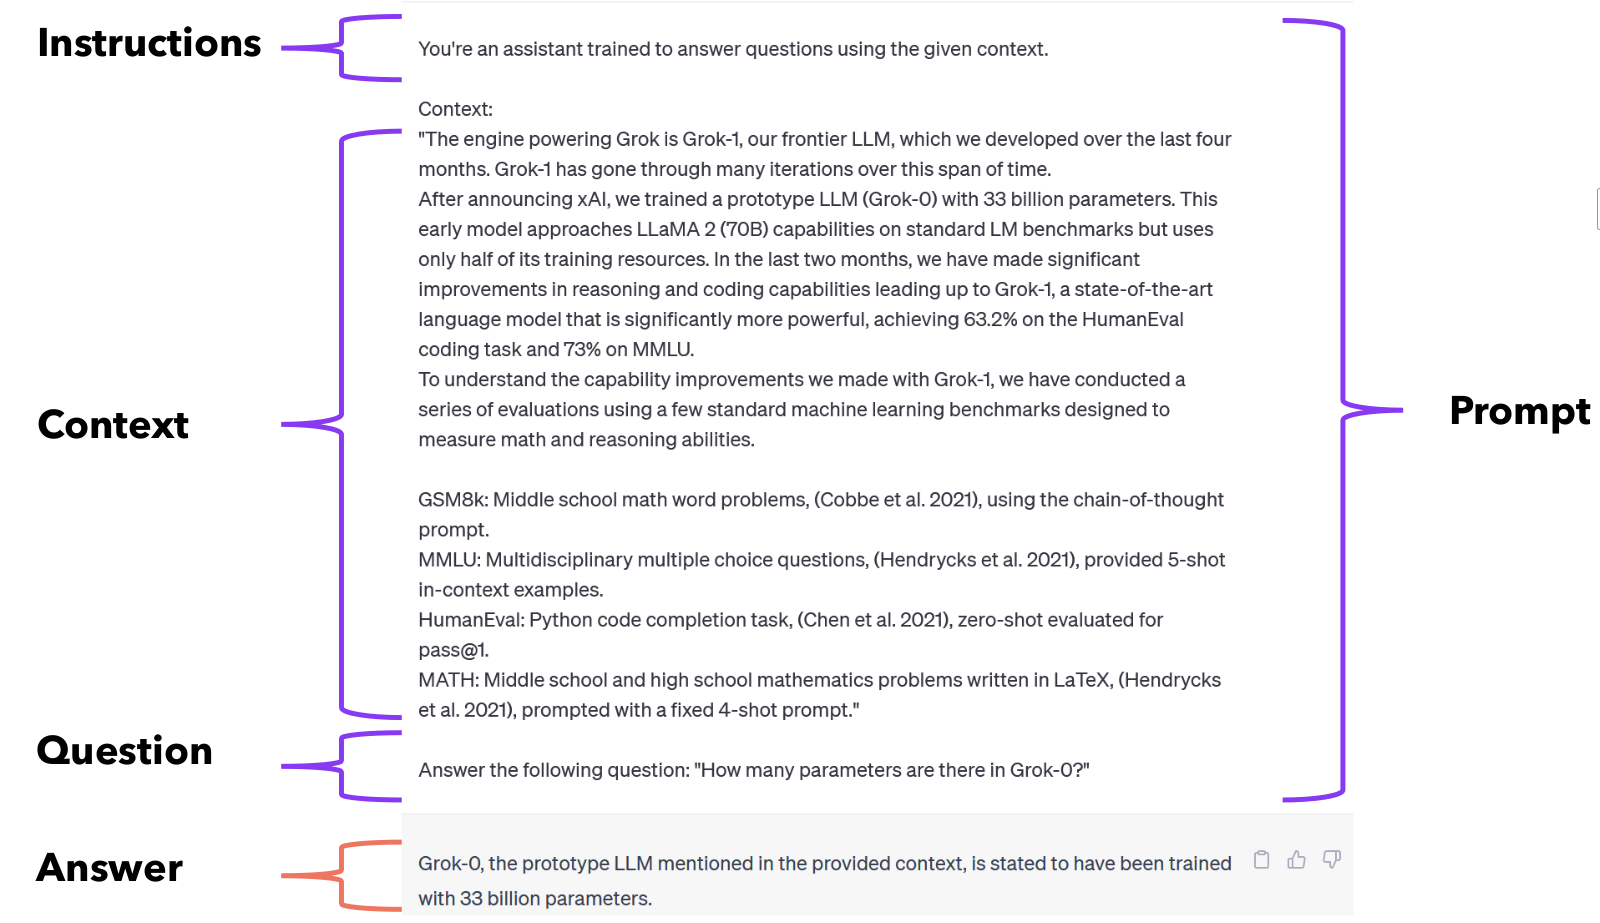 Instructions
You're an assistant trained to answer questions using the given context.
Context:
"The engine powering Grok is Grok-1, our frontier LLM, which we developed over the last four
months. Grok-1 has gone through many iterations over this span of time.
After announcing xAI, we trained a prototype LLM (Grok-0) with 33 billion parameters. This
early model approaches LLaMA 2 (70B) capabilities on standard LM benchmarks but uses
only half of its training resources. In the last two months, we have made significant
improvements in reasoning and coding capabilities leading up to Grok-1, a state-of-the-art
language model that is significantly more powerful, achieving 63.2% on the HumanEval
coding task and 73% on MMLU.
To understand the capability improvements we made with Grok-1, we have conducted a
series of evaluations using a few standard machine learning benchmarks designed to
measure math and reasoning abilities.
GSM8k: Middle school math word problems, (Cobbe et al. 2021), using the chain-of-thought
prompt.
MMLU: Multidisciplinary multiple choice questions, (Hendrycks et al. 2021), provided 5-shot
in-context examples.
HumanEval: Python code completion task, (Chen et al. 2021), zero-shot evaluated for
pass@1.
MATH: Middle school and high school mathematics problems written in LaTeX, (Hendrycks
et al. 2021), prompted with a fixed 4-shot prompt."
Context
Prompt
Question
Answer the following question: "How many parameters are there in Grok-0?"
Answer
Grok-0, the prototype LLM mentioned in the provided context, is stated to have been trained
with 33 billion parameters.